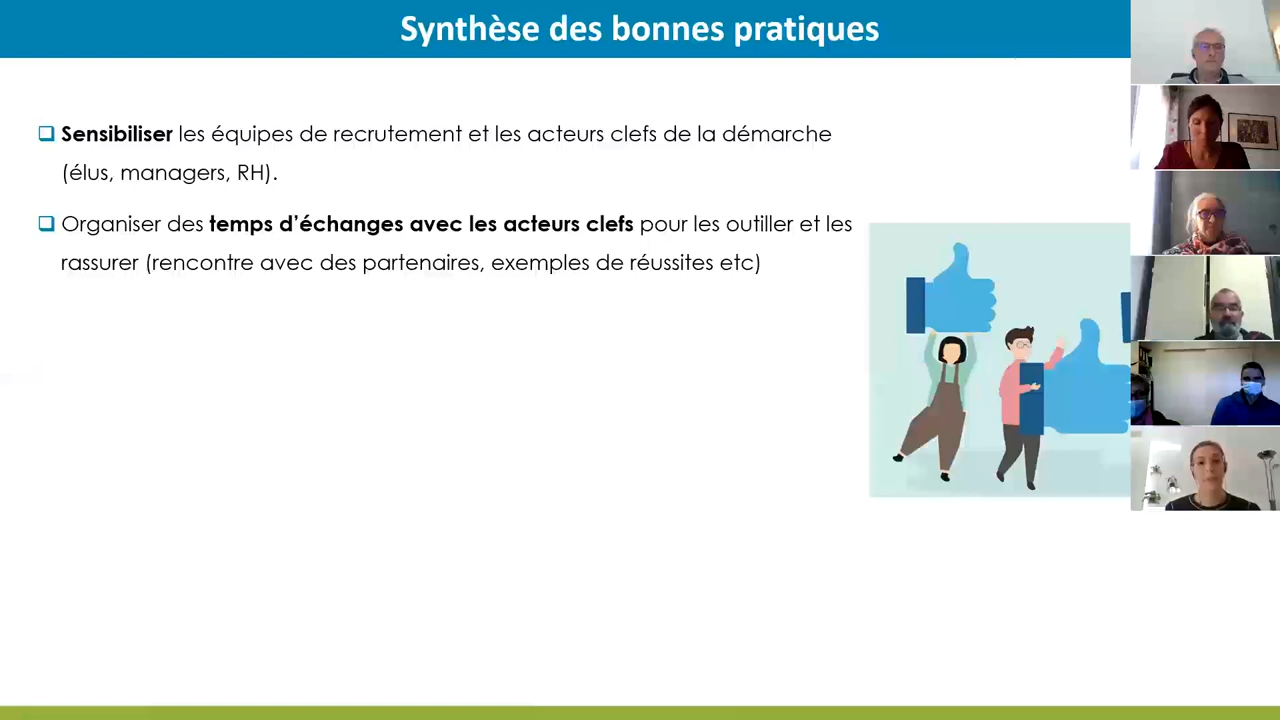 Synthèse des bonnes pratiques
Sensibiliser les équipes de recrutement et les acteurs clefs de la démarche
(élus, managers, RH).
Organiser des temps d’échanges avec les acteurs clefs pour les outiller et les
rassurer (rencontre avec des partenaires, exemples de réussites etc)